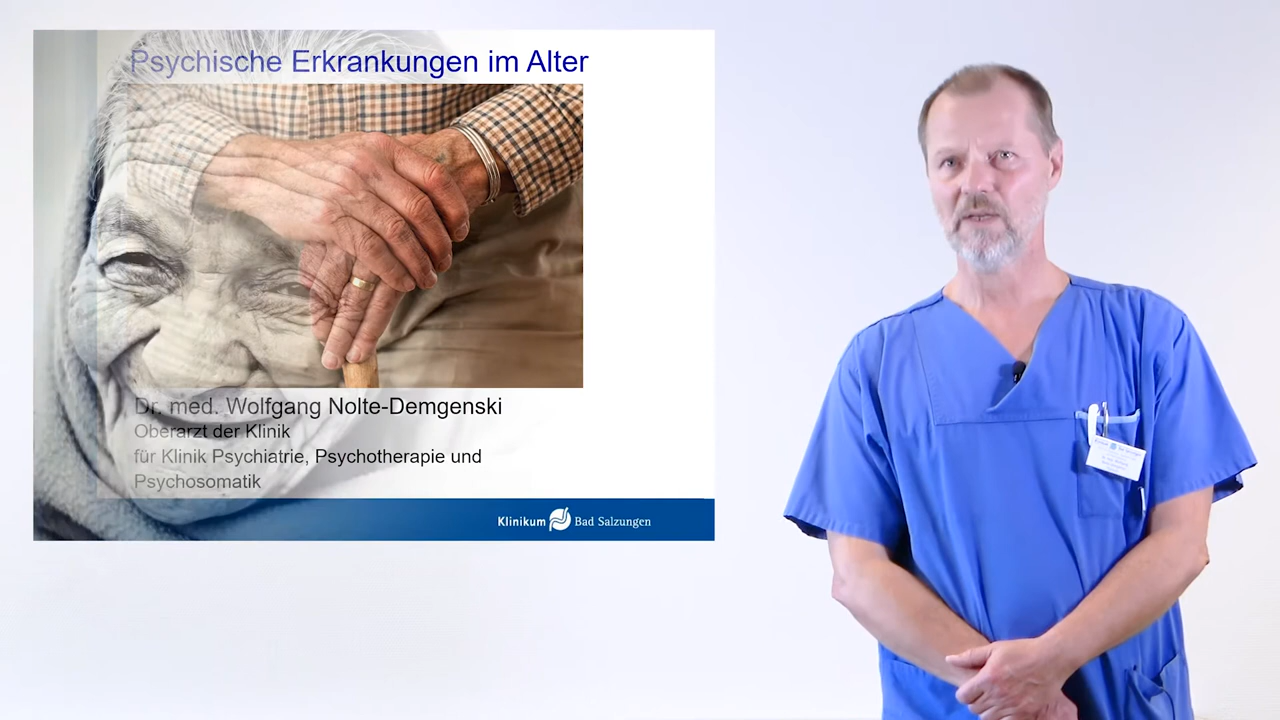 Psychische Erkrankungen im Alter
Dr. med. Wolfgang Nolte-Demgenski
Oberarzt der Klinik
für Klinik Psychiatrie, Psychotherapie und
Psychosomatik
Klinikum Bad Salzungen